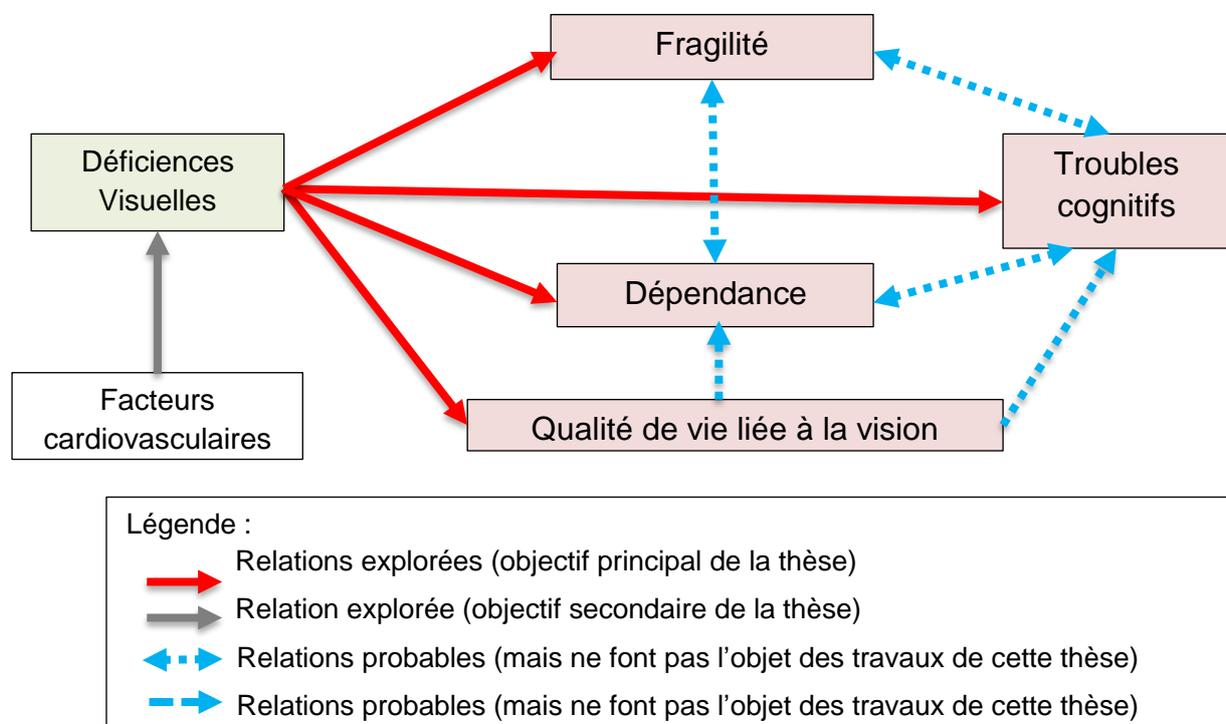 Fragilité
Déficiences
Visuelles
Troubles
cognitifs
Dépendance
Facteurs
cardiovasculaires
Qualité de vie liée à la vision
Légende :
Relations explorées (objectif principal de la thèse)
Relation explorée (objectif secondaire de la thèse)
Relations probables (mais ne font pas l’objet des travaux de cette thèse)
Relations probables (mais ne font pas l’objet des travaux de cette thèse)